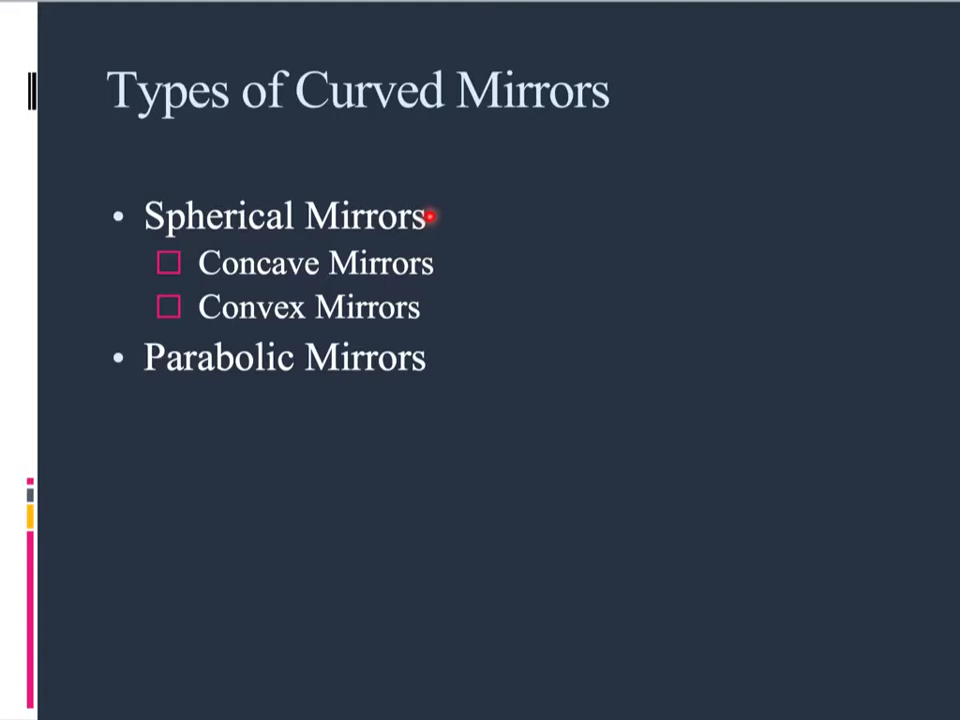 Types of Curved Mirrors
• Spherical Mirrors
☐ Concave Mirrors
☐ Convex Mirrors
• Parabolic Mirrors